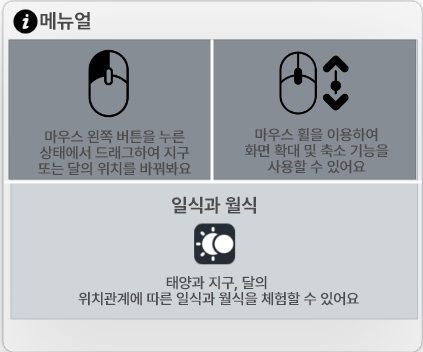 메뉴얼
마우스 왼쪽 버튼을 누른
상태에서 드래그하여 지구
또는 달의 위치를 바꿔봐요
마우스 휠을 이용하여
화면 확대 및 축소 기능을
사용할 수 있어요
일식과 월식
태양과 지구, 달의
위치관계에 따른 일식과 월식을 체험할 수 있어요